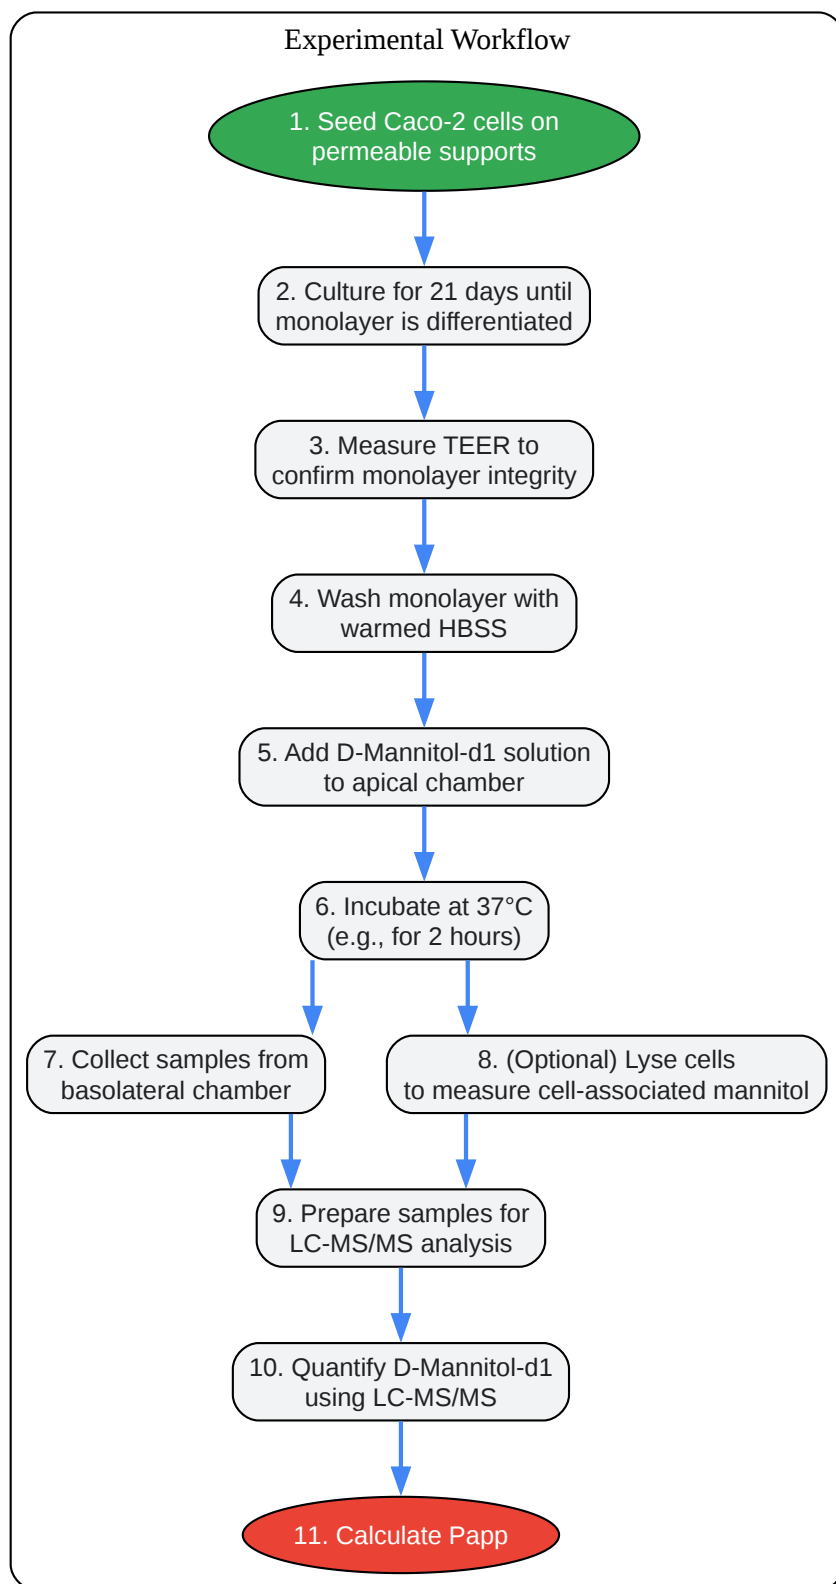 Experimental Workflow
1. Seed Caco-2 cells on
permeable supports
2. Culture for 21 days until
monolayer is differentiated
3. Measure TEER to
confirm monolayer integrity
4. Wash monolayer with
warmed HBSS
5. Add D-Mannitol-d1 solution
to apical chamber
6. Incubate at 37°C
(e.g., for 2 hours)
7. Collect samples from
basolateral chamber
8. (Optional) Lyse cells
to measure cell-associated mannitol
9. Prepare samples for
LC-MS/MS analysis
10. Quantify D-Mannitol-d1
using LC-MS/MS
11. Calculate Papp